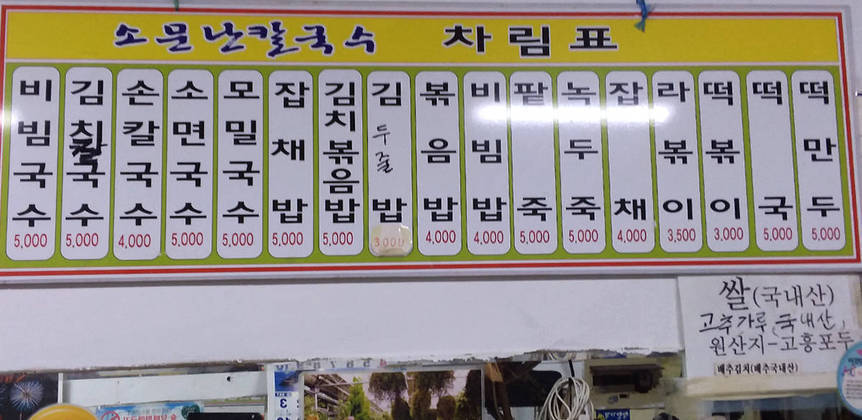 소문난칼국수 차림표
비빔국수 5,000
김치칼국수 5,000
손칼국수 4,000
소면국수 5,000
모밀국수 5,000
잡채밥 5,000
김치볶음밥 5,000
김밥 두줄 3000
볶음밥 4,000
비빔밥 4,000
팥죽 5,000
녹두죽 5,000
잡채 4,000
라볶이 3,500
떡볶이 3,000
떡국 5,000
떡만두 5,000
쌀(국내산)
고추가루(국내산)
원산지-고흥포두
배추김치(배추국내산)